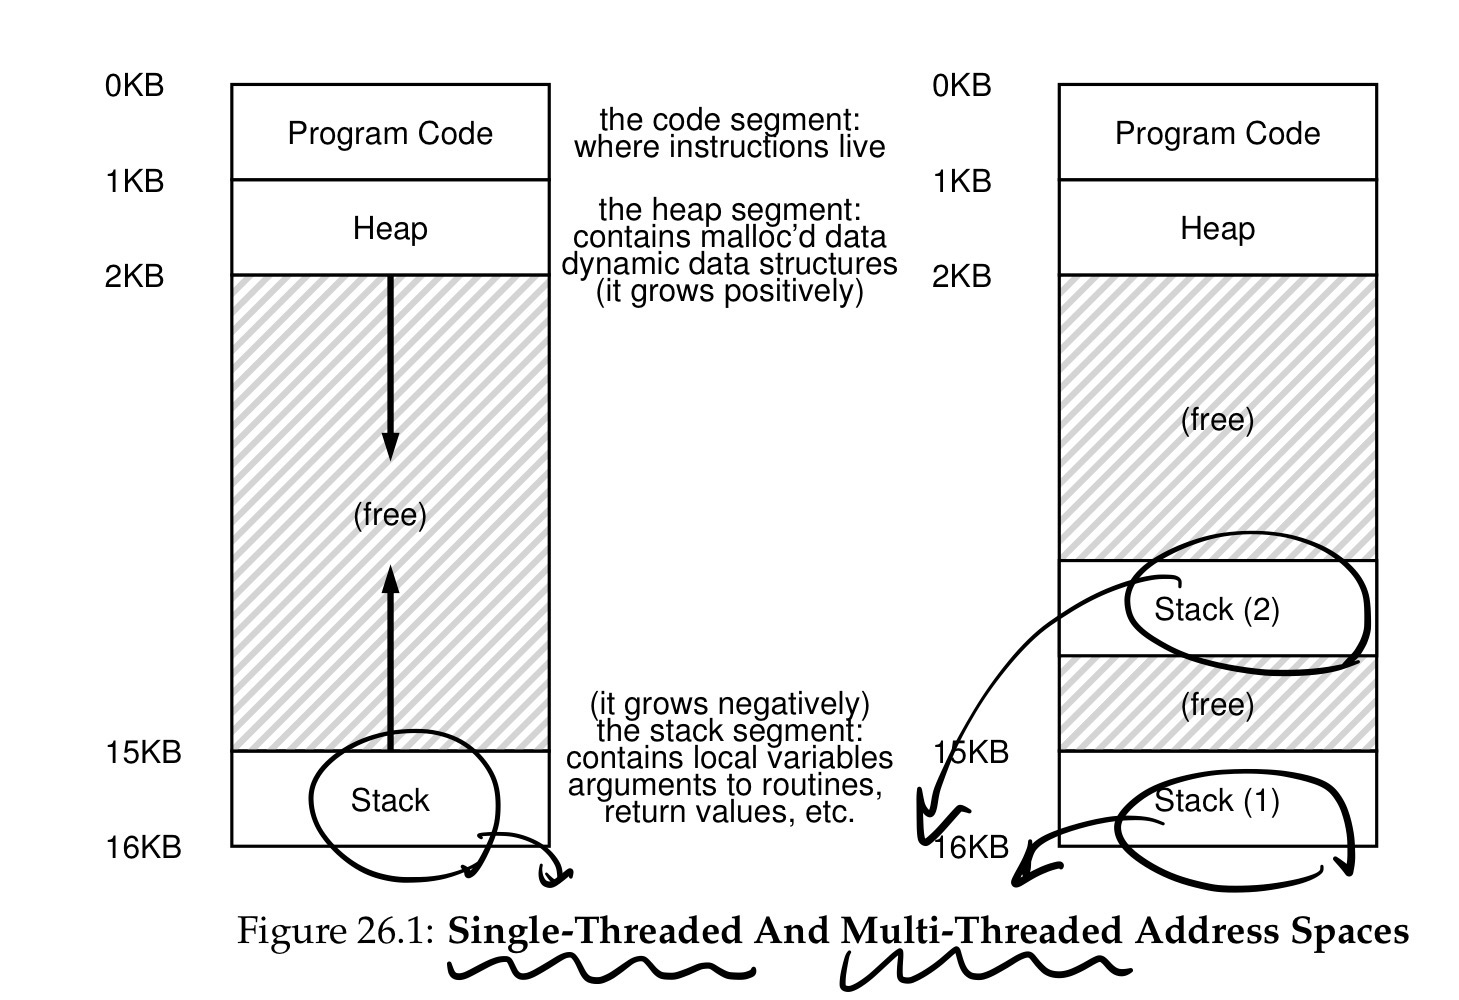 0KB
Program Code
1KB
Heap
2KB
(free)
15KB
Stack
16KB
the code segment:
where instructions live
the heap segment:
contains malloc'd data
dynamic data structures
(it grows positively)
(it grows negatively)
the stack segment:
contains local variables
arguments to routines,
return values, etc.
0KB
Program Code
1KB
Heap
2KB
(free)
Stack (2)
(free)
15KB
Stack (1)
16KB
Figure 26.1: Single-Threaded And Multi-Threaded Address Spaces